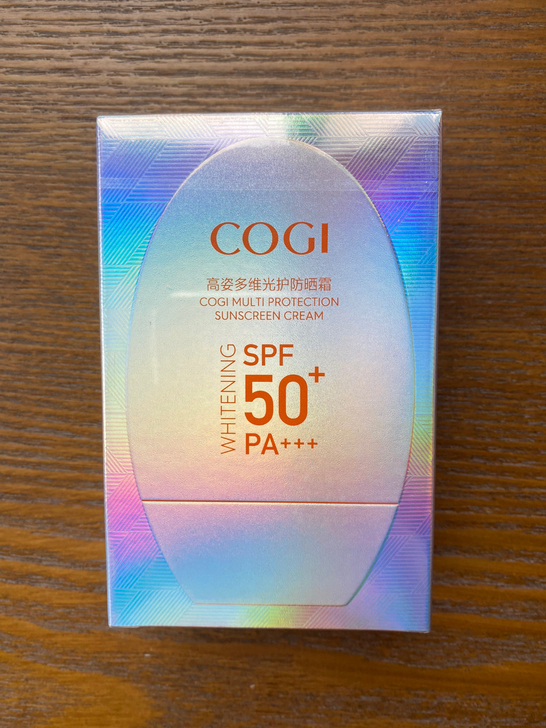 COGI
高姿多维光护防晒霜
COGI MULTI PROTECTION
SUNSCREEN CREAM
WHITENING
SPF
50+
PA+++